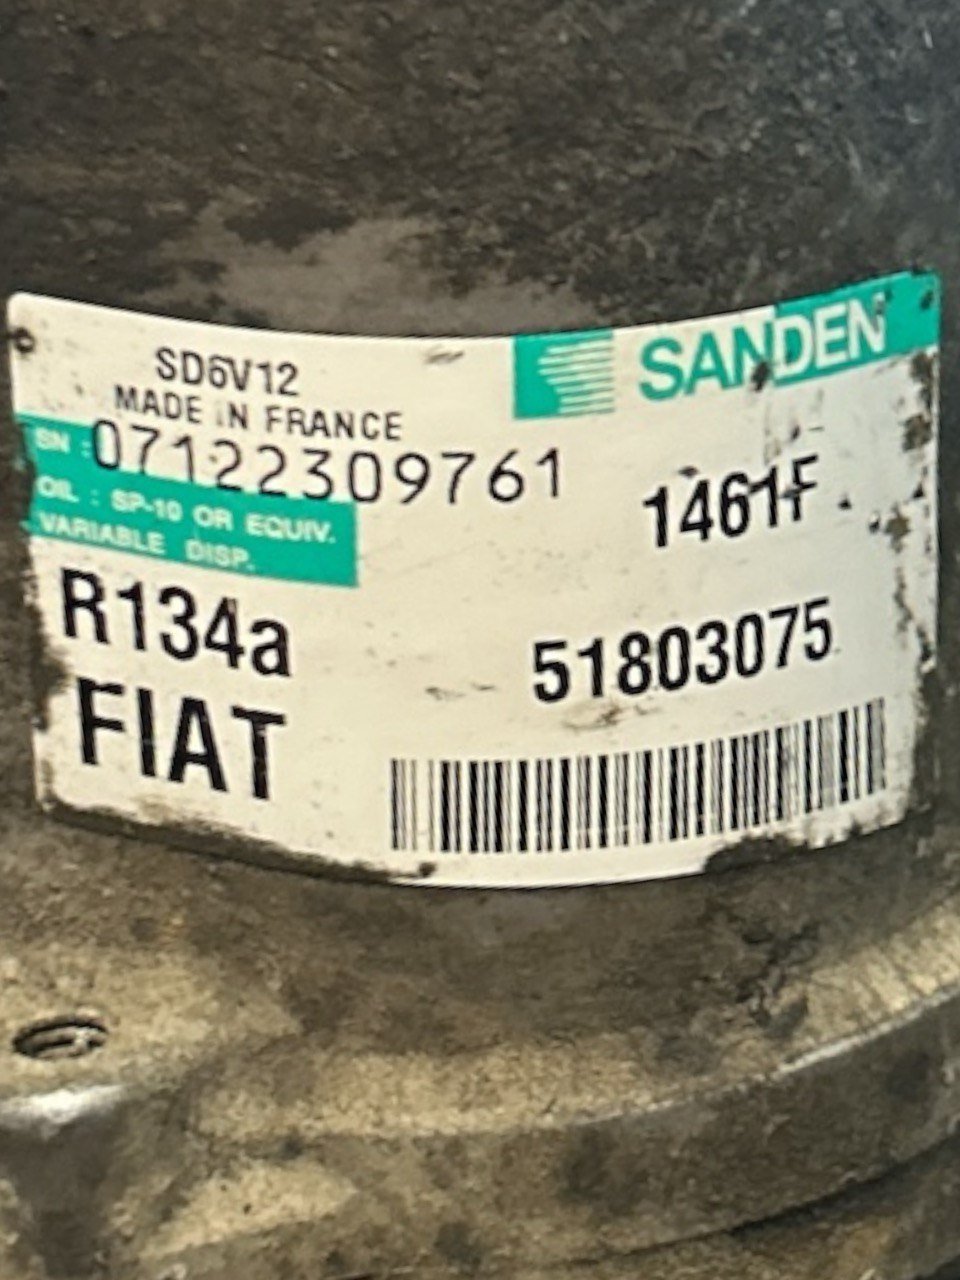 SANDEN
SD6V12
MADE IN FRANCE
SN : 07122309761
1461F
OIL : SP-10 OR EQUIV.
VARIABLE DISP.
R134a
51803075
FIAT